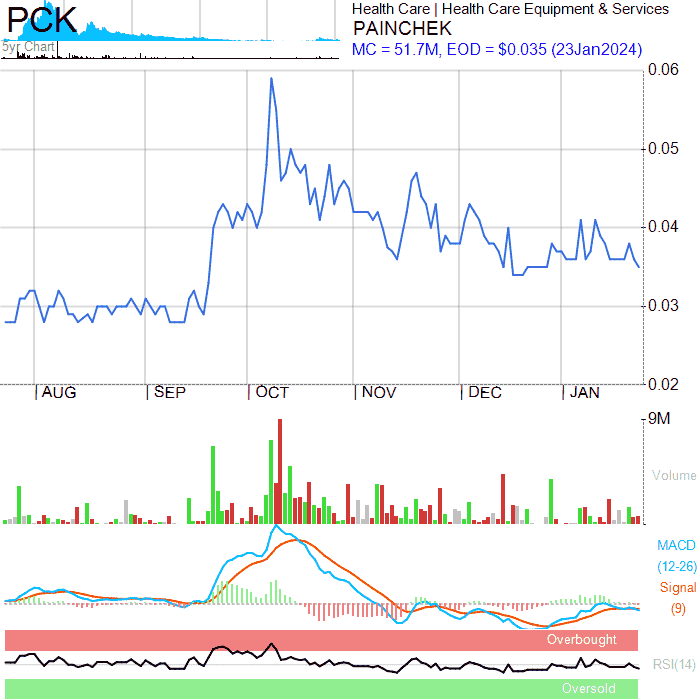 PCK
5yr Chart
Health Care | Health Care Equipment & Services
PAINCHEK
MC = 51.7M, EOD = $0.035 (23Jan2024)
0.06
0.05
0.04
0.03
0.02
AUG SEP OCT NOV DEC JAN
9M
Volume
MACD
(12-26)
Signal
(9)
Overbought
RSI(14)
Oversold